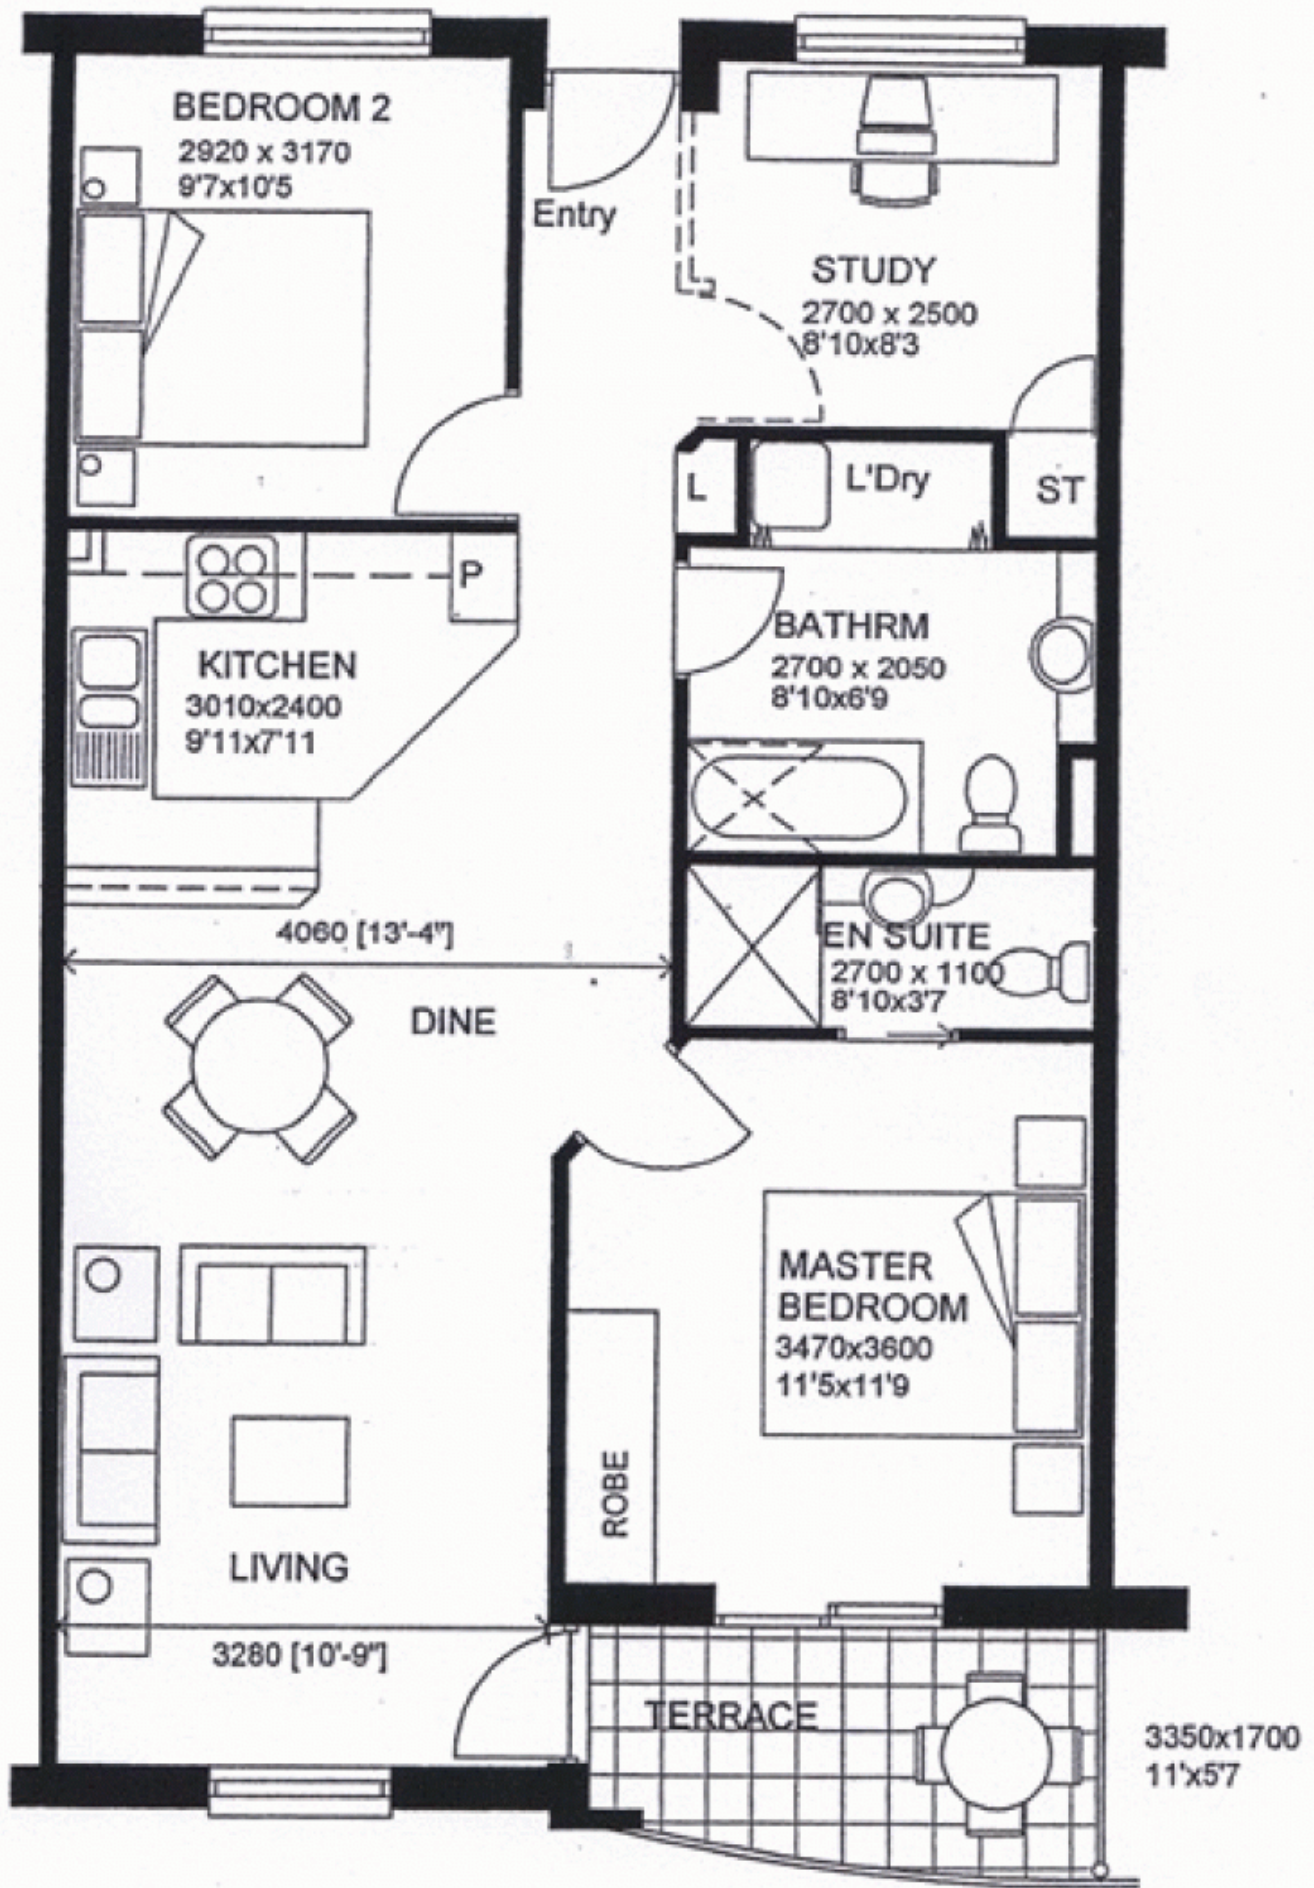 BEDROOM 2
2920 x 3170
9'7x10'5
Entry
STUDY
2700 x 2500
8'10x8'3
L
L'Dry
ST
P
KITCHEN
3010x2400
9'11x7'11
BATHRM
2700 x 2050
8'10x6'9
4060 [13'-4"]
EN SUITE
2700 x 1100
8'10x3'7
DINE
MASTER
BEDROOM
3470x3600
11'5x11'9
ROBE
LIVING
3280 [10'-9"]
TERRACE
3350x1700
11'x5'7